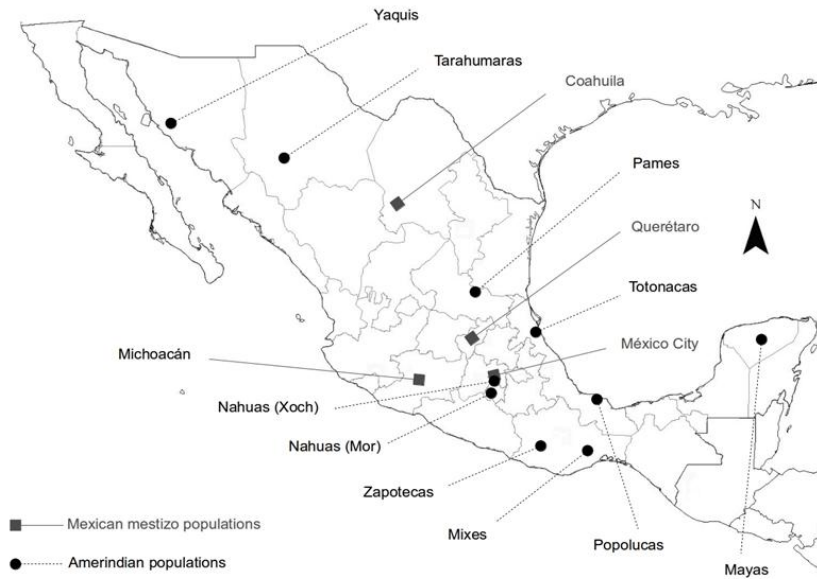 Yaquis
Tarahumaras
Coahuila
Pames
N
Querétaro
Totonacas
México City
Michoacán
Nahuas (Xoch)
Nahuas (Mor)
Zapotecas
Mixes
Popolucas
Mayas
Mexican mestizo populations
Amerindian populations